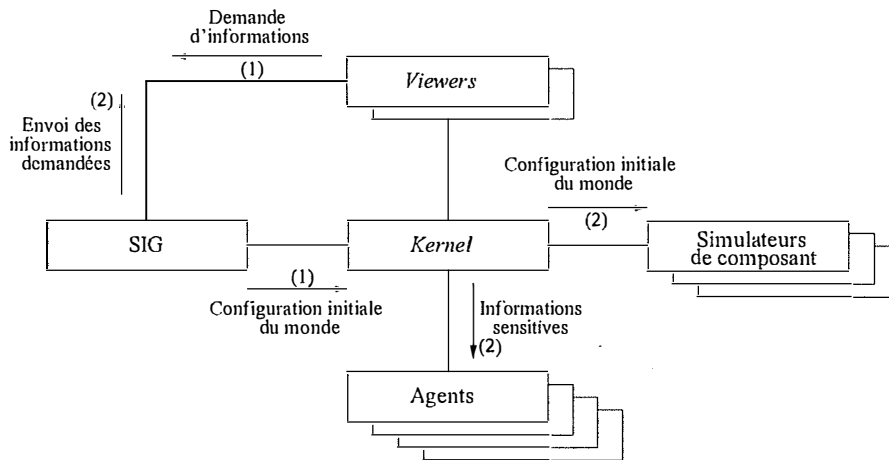 Demande
d'informations
(1)
Viewers
(2)
Envoi des
informations
demandées
Configuration initiale
du monde
(2)
SIG
Kernel
Simulateurs
de composant
(1)
Configuration initiale
du monde
Informations
sensitives
(2)
Agents